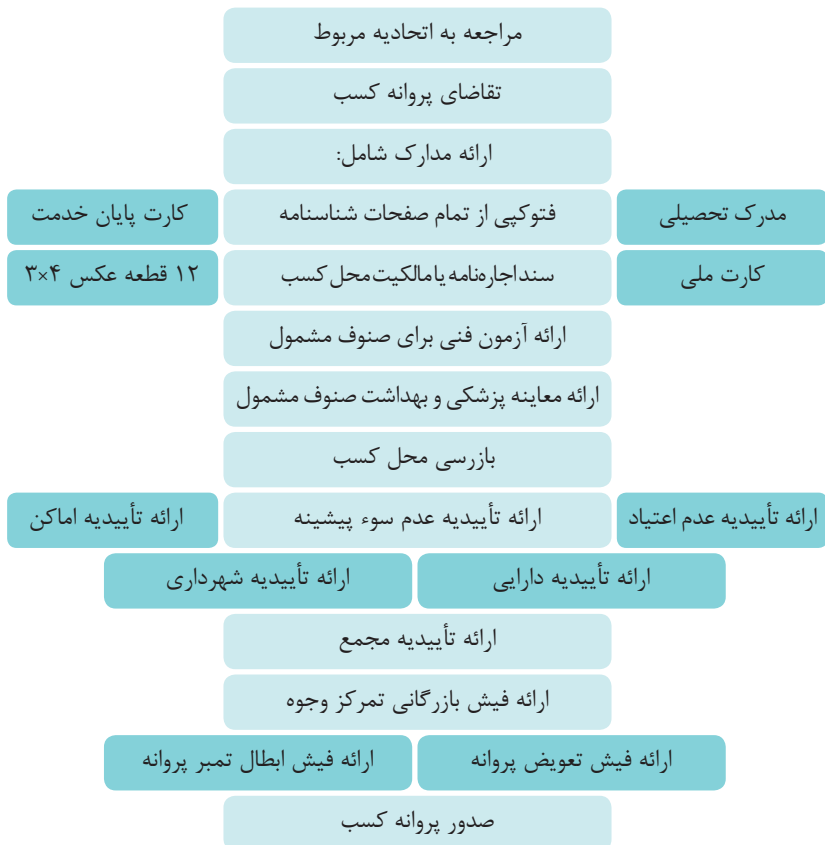 مراجعه به اتحادیه مربوط
تقاضای پروانه کسب
ارائه مدارک شامل:
مدرک تحصیلی
فتوکپی از تمام صفحات شناسنامه
کارت پایان خدمت
کارت ملی
سند اجاره‌نامه یا مالکیت محل کسب
۱۲ قطعه عکس ۴×۳
ارائه آزمون فنی برای صنوف مشمول
ارائه معاینه پزشکی و بهداشت صنوف مشمول
بازرسی محل کسب
ارائه تأییدیه عدم اعتیاد
ارائه تأییدیه عدم سوء پیشینه
ارائه تأییدیه اماکن
ارائه تأییدیه دارایی
ارائه تأییدیه شهرداری
ارائه تأییدیه مجمع
ارائه فیش بازرگانی تمرکز وجوه
ارائه فیش تعویض پروانه
ارائه فیش ابطال تمبر پروانه
صدور پروانه کسب